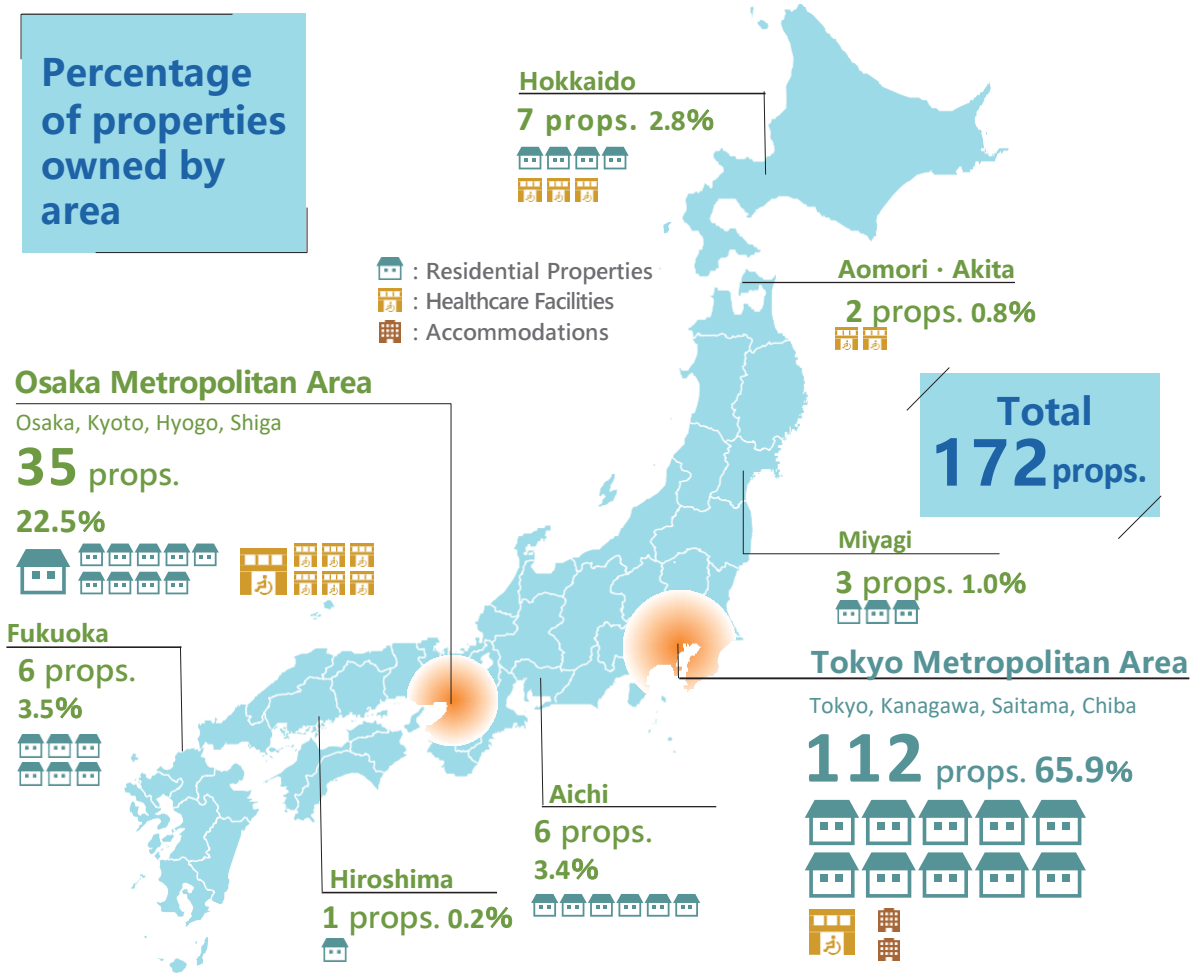 Percentage
of properties
owned by
area
Hokkaido
7 props. 2.8%
: Residential Properties
: Healthcare Facilities
: Accommodations
Aomori · Akita
2 props. 0.8%
Osaka Metropolitan Area
Osaka, Kyoto, Hyogo, Shiga
35 props.
22.5%
Total
172 props.
Miyagi
3 props. 1.0%
Fukuoka
6 props.
3.5%
Tokyo Metropolitan Area
Tokyo, Kanagawa, Saitama, Chiba
112 props. 65.9%
Aichi
6 props.
3.4%
Hiroshima
1 props. 0.2%